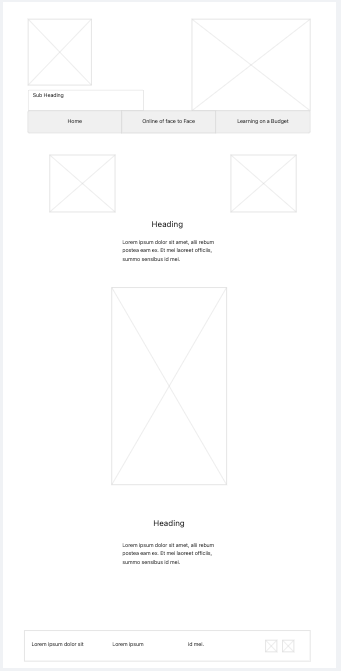 Sub Heading
Home
Online of face to Face
Learning on a Budget
Heading
Lorem ipsum dolor sit amet, alii rebum
postea eam ex. Et mei laoreet officiis,
summo sensibus id mei.
Heading
Lorem ipsum dolor sit amet, alii rebum
postea eam ex. Et mei laoreet officiis,
summo sensibus id mei.
Lorem ipsum dolor sit
Lorem ipsum
id mei.